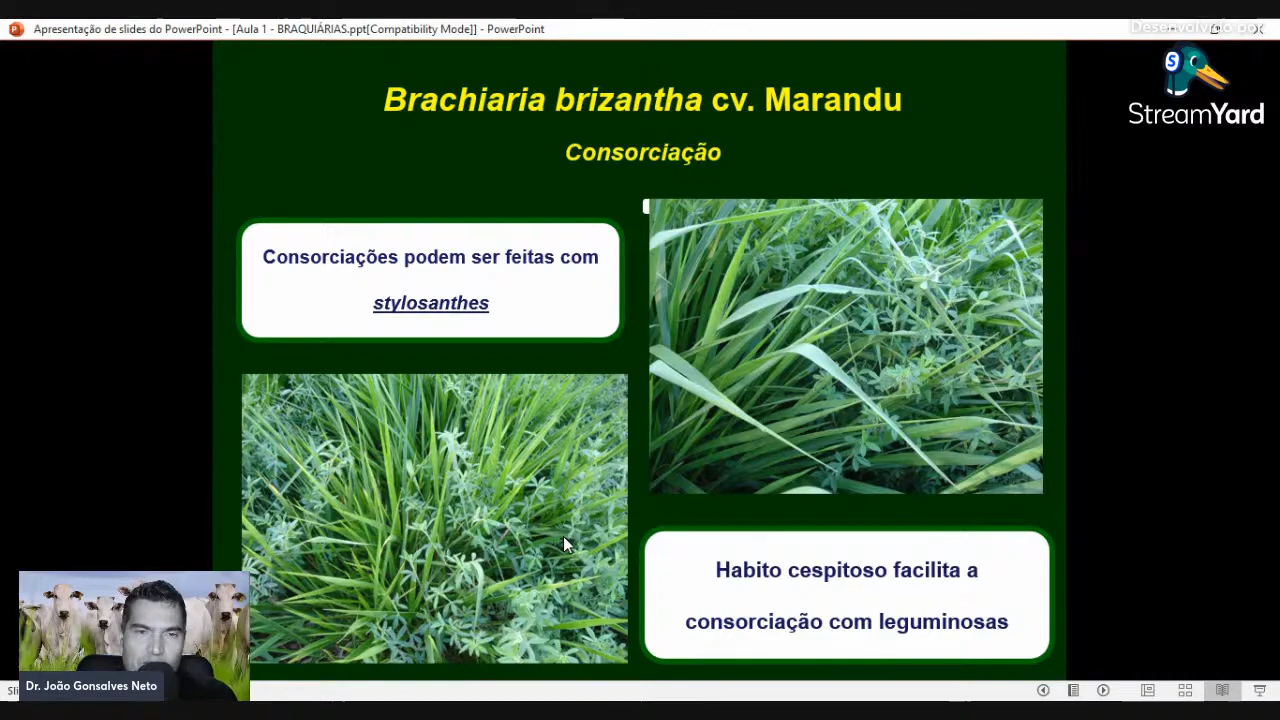 Apresentação de slides do PowerPoint - [Aula 1 - BRAQUIÁRIAS.ppt[Compatibility Mode]] - PowerPoint
StreamYard
Brachiaria brizantha cv. Marandu
Consorciação
Consorciações podem ser feitas com
stylosanthes
Habito cespitoso facilita a
consorciação com leguminosas
Dr. João Gonsalves Neto